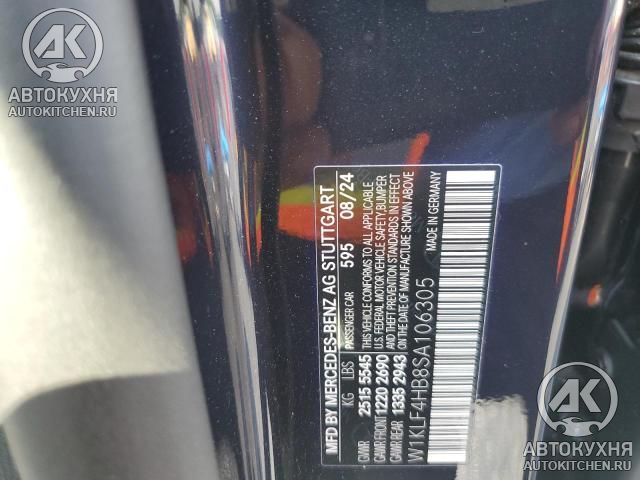 AK
АВТОКУХНЯ
AUTOKITCHEN.RU
MFD BY MERCEDES-BENZ AG STUTTGART
KG LBS PASSENGER CAR 595 08/24
GVWR 2515 5545 THIS VEHICLE CONFORMS TO ALL APPLICABLE
GAWR FRONT 1220 2690 U.S. FEDERAL MOTOR VEHICLE SAFETY, BUMPER
GAWR REAR 1335 2943 AND THEFT PREVENTION STANDARDS IN EFFECT
ON THE DATE OF MANUFACTURE SHOWN ABOVE
W1KLF4HB8SA106305 MADE IN GERMANY
AK
АВТОКУХНЯ
AUTOKITCHEN.RU